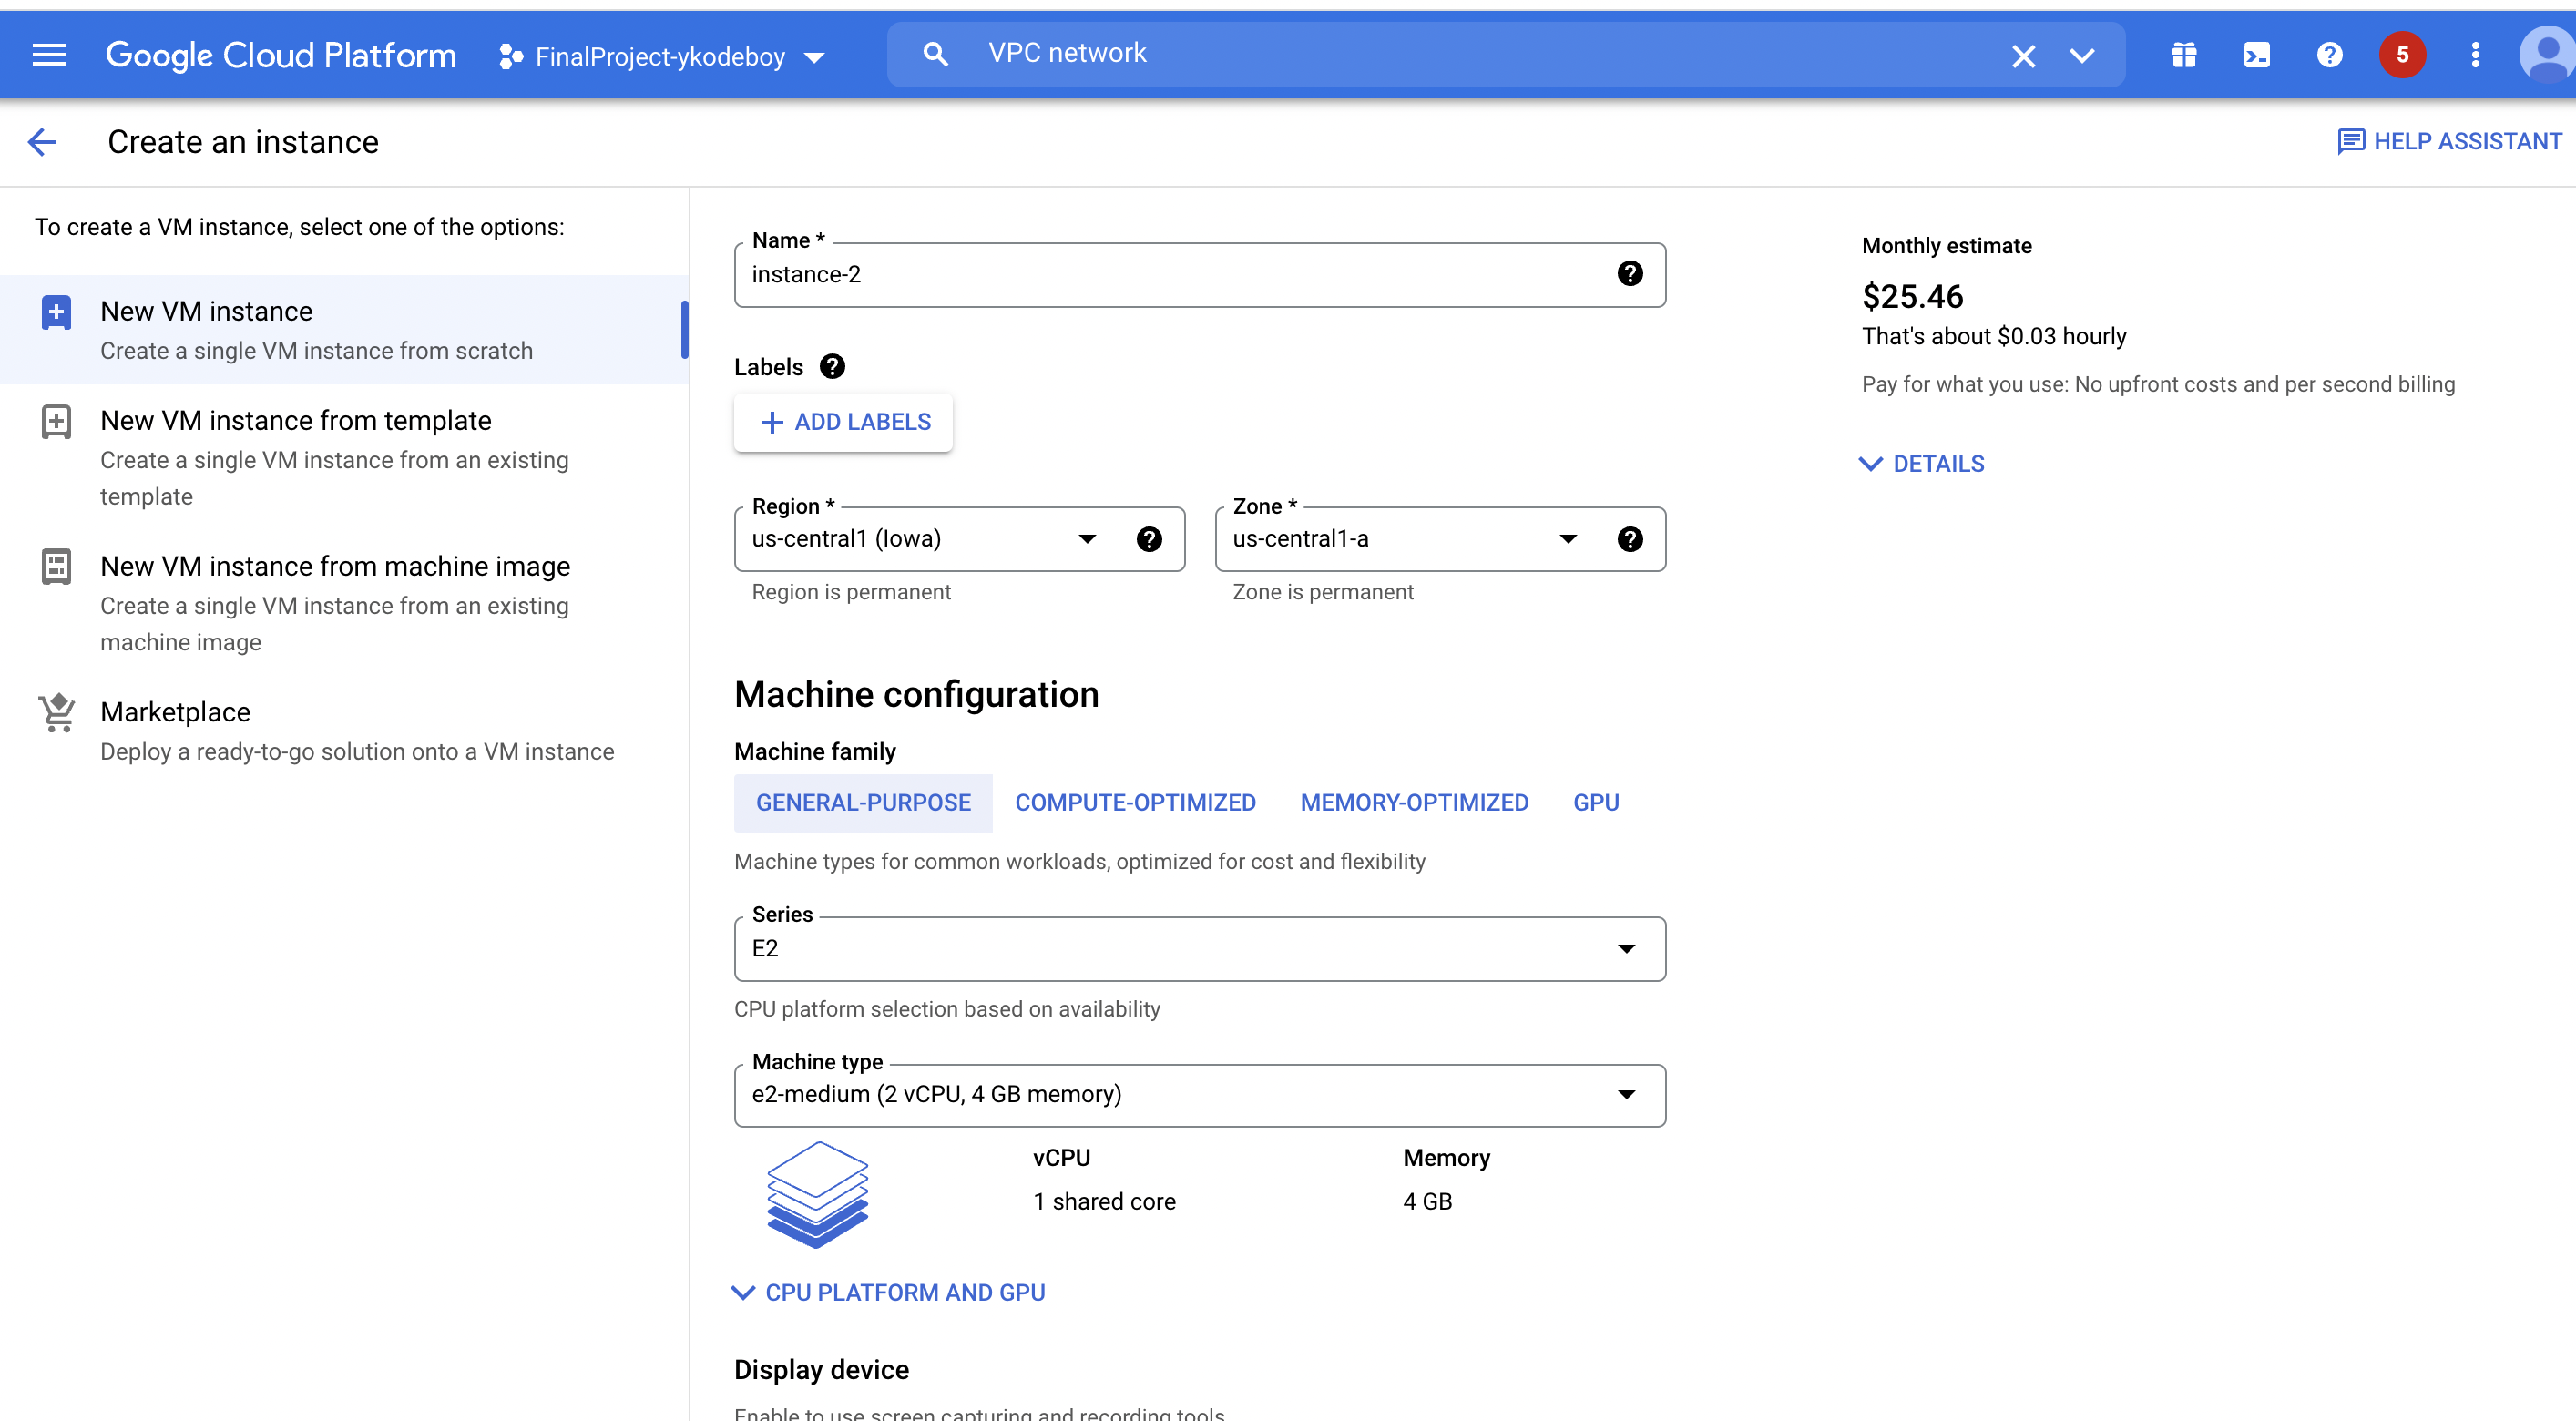 Google Cloud Platform
FinalProject-ykodeboy
VPC network
5
Create an instance
HELP ASSISTANT
To create a VM instance, select one of the options:
New VM instance
Create a single VM instance from scratch
New VM instance from template
Create a single VM instance from an existing
template
New VM instance from machine image
Create a single VM instance from an existing
machine image
Marketplace
Deploy a ready-to-go solution onto a VM instance
Name *
instance-2
Labels
ADD LABELS
Region *
us-central1 (Iowa)
Region is permanent
Zone *
us-central1-a
Zone is permanent
Machine configuration
Machine family
GENERAL-PURPOSE COMPUTE-OPTIMIZED MEMORY-OPTIMIZED GPU
Machine types for common workloads, optimized for cost and flexibility
Series
E2
CPU platform selection based on availability
Machine type
e2-medium (2 vCPU, 4 GB memory)
vCPU Memory
1 shared core 4 GB
CPU PLATFORM AND GPU
Display device
Enable to use screen capturing and recording tools
Monthly estimate
$25.46
That's about $0.03 hourly
Pay for what you use: No upfront costs and per second billing
DETAILS